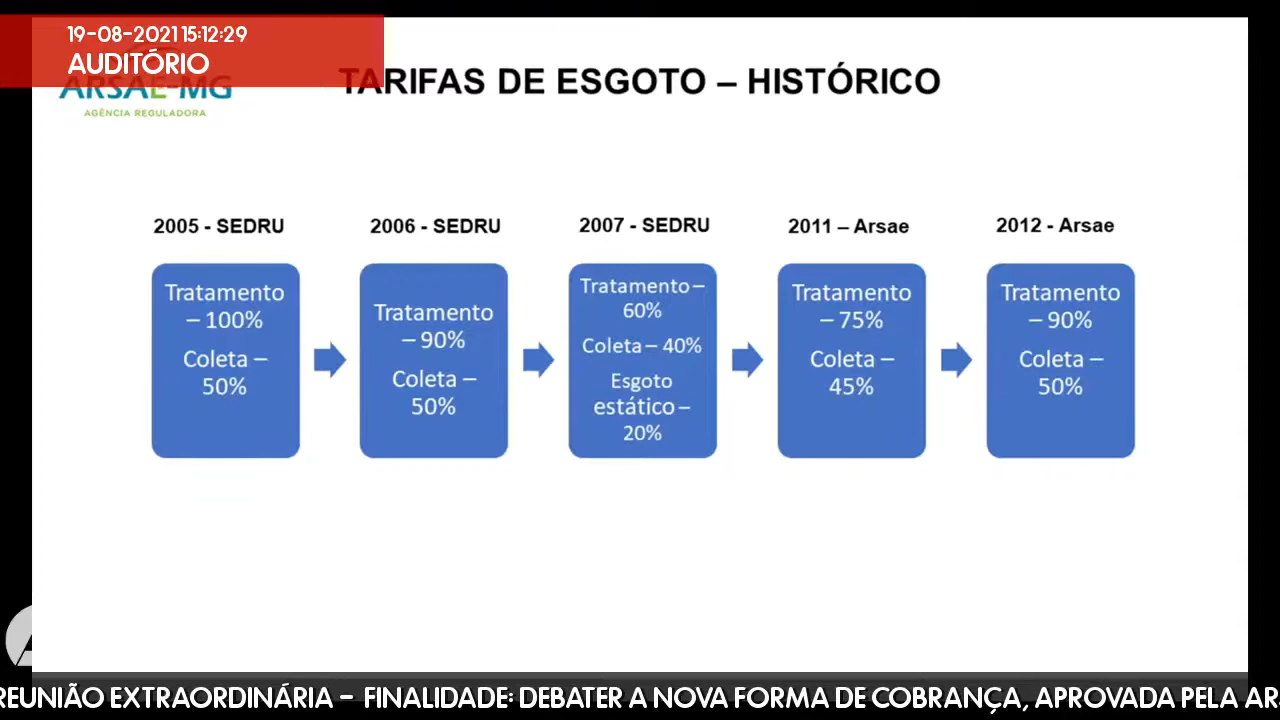 19-08-2021 15:12:29
AUDITÓRIO
ARSAE-MG
AGÊNCIA REGULADORA
TARIFAS DE ESGOTO – HISTÓRICO
2005 - SEDRU
Tratamento
– 100%
Coleta –
50%
2006 - SEDRU
Tratamento
– 90%
Coleta –
50%
2007 - SEDRU
Tratamento –
60%
Coleta – 40%
Esgoto
estático –
20%
2011 – Arsae
Tratamento
– 75%
Coleta –
45%
2012 - Arsae
Tratamento
– 90%
Coleta –
50%
REUNIÃO EXTRAORDINÁRIA – FINALIDADE: DEBATER A NOVA FORMA DE COBRANÇA, APROVADA PELA AR